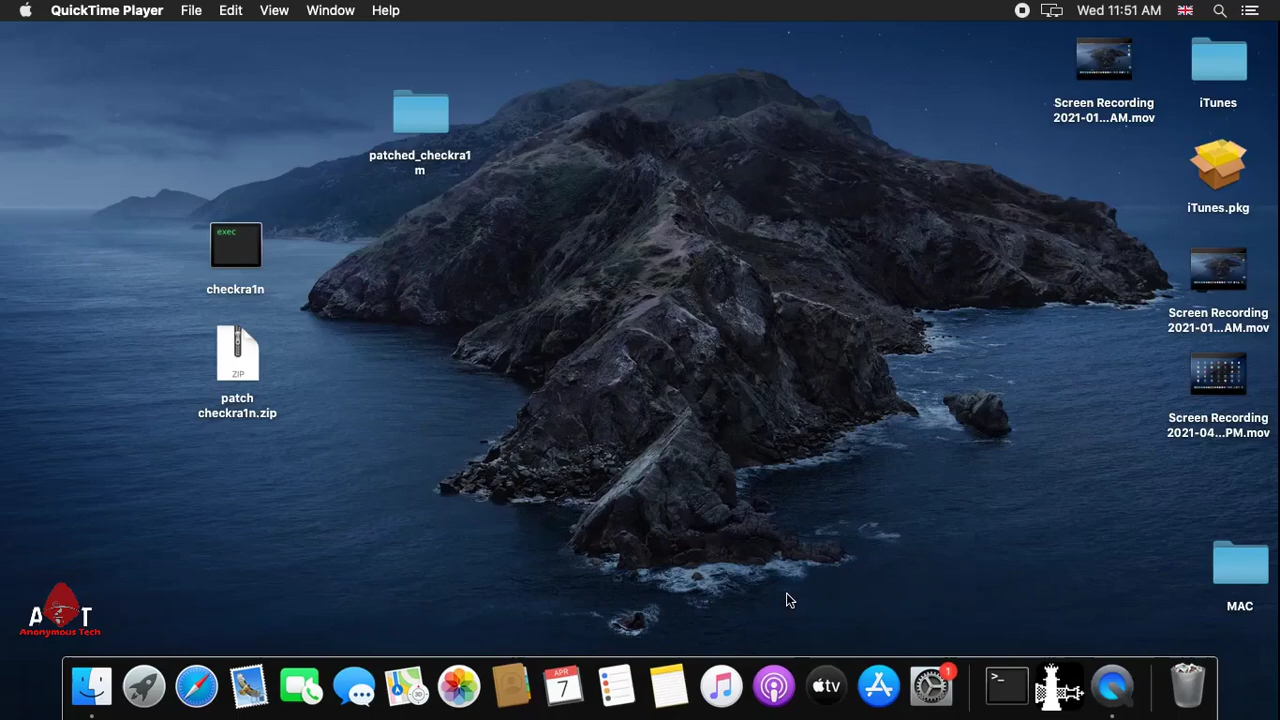 QuickTime Player File Edit View Window Help Wed 11:51 AM
Screen Recording
2021-01...AM.mov
iTunes
patched_checkra1
m
iTunes.pkg
exec
checkra1n
Screen Recording
2021-01...AM.mov
ZIP
patch
checkra1n.zip
Screen Recording
2021-04...PM.mov
MAC
A T
Anonymous Tech
APR
7
tv
1
>_